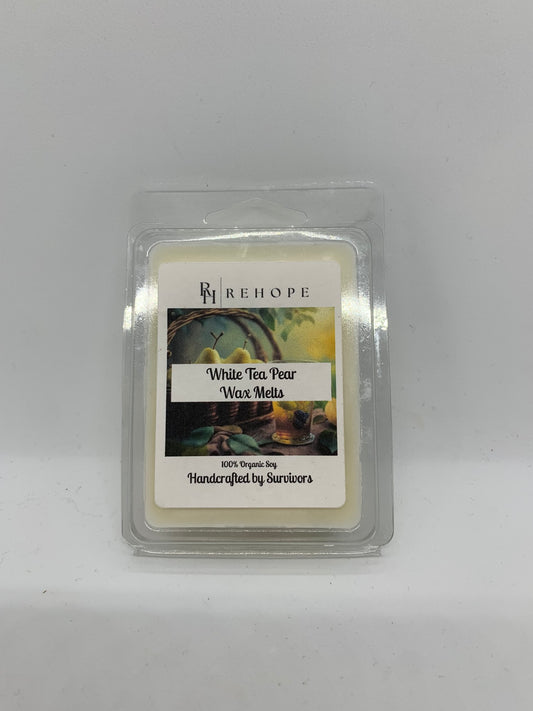 RH REHOPE
White Tea Pear
Wax Melts
100% Organic Soy
Handcrafted by Survivors